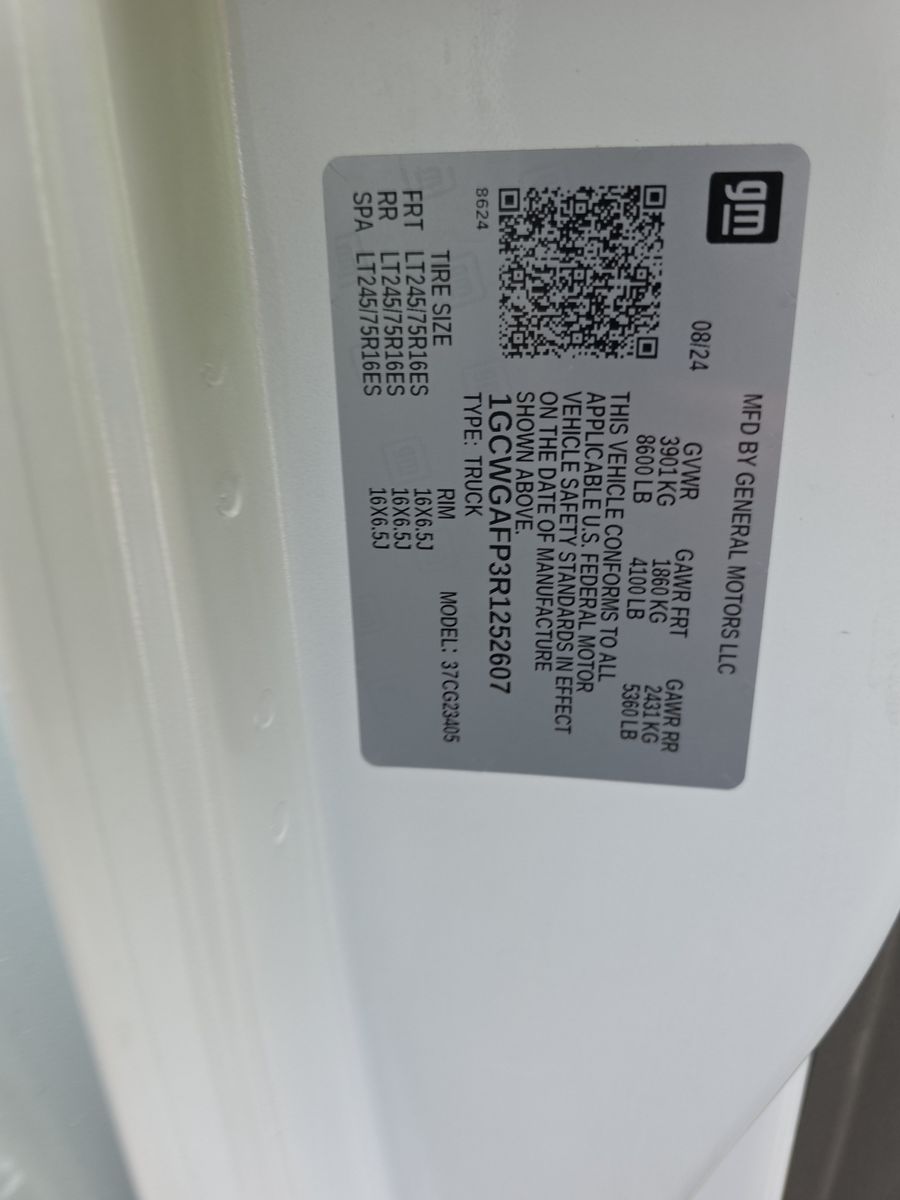 gm
MFD BY GENERAL MOTORS LLC
08/24
GVWR GAWR FRT GAWR RR
3901 KG 1860 KG 2431 KG
8600 LB 4100 LB 5360 LB
THIS VEHICLE CONFORMS TO ALL
APPLICABLE U.S. FEDERAL MOTOR
VEHICLE SAFETY STANDARDS IN EFFECT
ON THE DATE OF MANUFACTURE
SHOWN ABOVE.
8624
1GCWGAFP3R1252607
TYPE: TRUCK MODEL: 37CG23405
TIRE SIZE RIM
FRT LT245/75R16ES 16X6.5J
RR LT245/75R16ES 16X6.5J
SPA LT245/75R16ES 16X6.5J